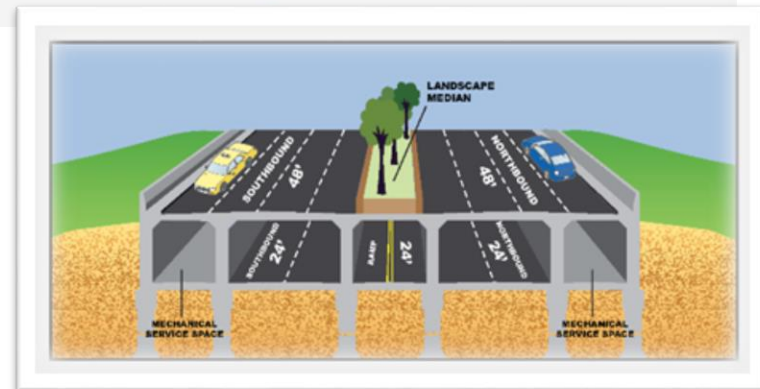 LANDSCAPE
MEDIAN
SOUTHBOUND
48'
NORTHBOUND
48'
SOUTHBOUND
24'
RAMP
24'
NORTHBOUND
24'
MECHANICAL
SERVICE SPACE
MECHANICAL
SERVICE SPACE